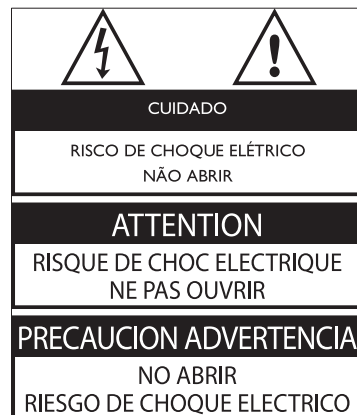 CUIDADO
RISCO DE CHOQUE ELÉTRICO
NÃO ABRIR
ATTENTION
RISQUE DE CHOC ELECTRIQUE
NE PAS OUVRIR
PRECAUCION ADVERTENCIA
NO ABRIR
RIESGO DE CHOQUE ELECTRICO